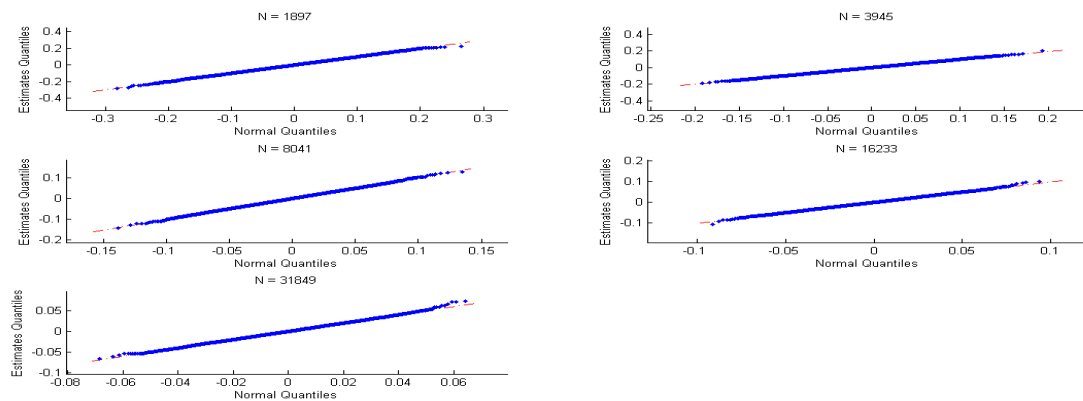 N = 1897
0.4
0.2
0
-0.2
-0.4
Estimates Quantiles
-0.3 -0.2 -0.1 0 0.1 0.2 0.3
Normal Quantiles
N = 3945
0.4
0.2
0
-0.2
-0.4
Estimates Quantiles
-0.25 -0.2 -0.15 -0.1 -0.05 0 0.05 0.1 0.15 0.2
Normal Quantiles
N = 8041
0.1
0
-0.1
-0.2
Estimates Quantiles
-0.15 -0.1 -0.05 0 0.05 0.1 0.15
Normal Quantiles
N = 16233
0.2
0.1
0
-0.1
Estimates Quantiles
-0.1 -0.05 0 0.05 0.1
Normal Quantiles
N = 31849
0.05
0
-0.05
-0.1
Estimates Quantiles
-0.08 -0.06 -0.04 -0.02 0 0.02 0.04 0.06
Normal Quantiles